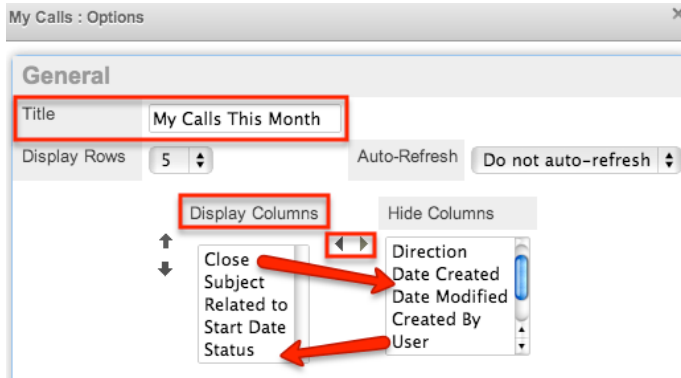 My Calls : Options
General
Title My Calls This Month
Display Rows 5 Auto-Refresh Do not auto-refresh
Display Columns Hide Columns
Close
Subject
Related to
Start Date
Status
Direction
Date Created
Date Modified
Created By
User